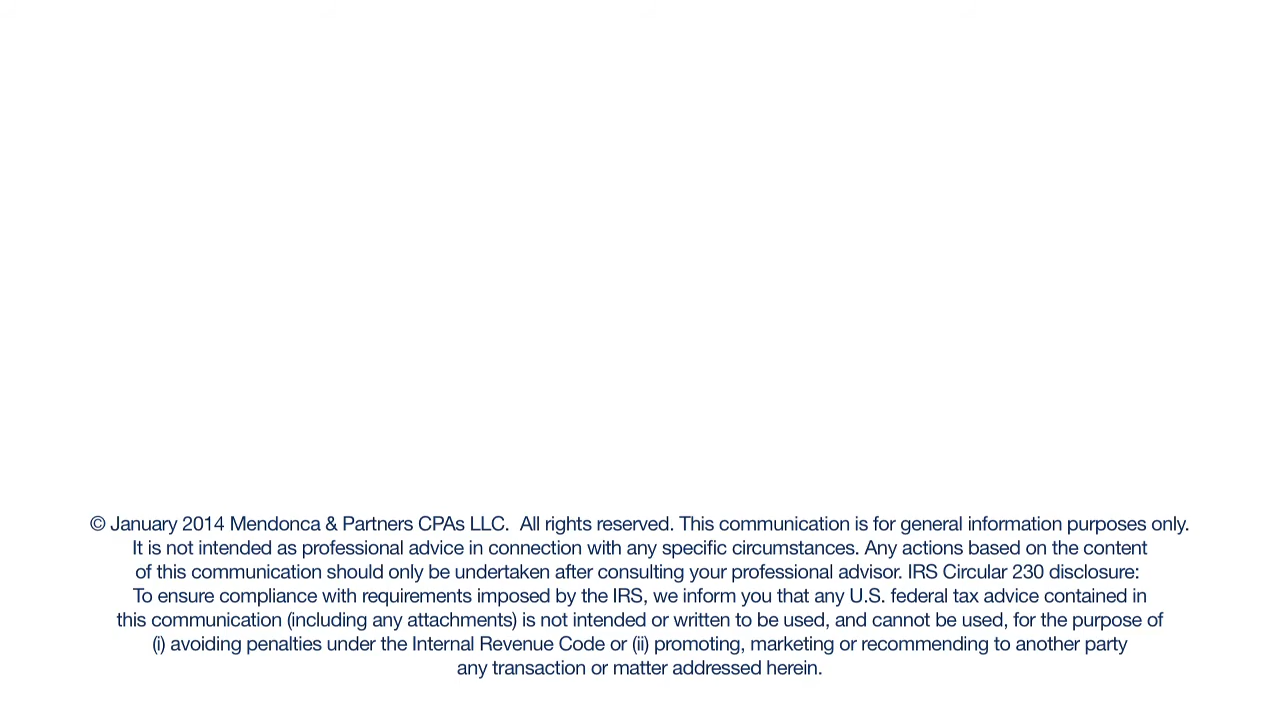 © January 2014 Mendonca & Partners CPAs LLC.  All rights reserved. This communication is for general information purposes only.
It is not intended as professional advice in connection with any specific circumstances. Any actions based on the content
of this communication should only be undertaken after consulting your professional advisor. IRS Circular 230 disclosure:
To ensure compliance with requirements imposed by the IRS, we inform you that any U.S. federal tax advice contained in
this communication (including any attachments) is not intended or written to be used, and cannot be used, for the purpose of
(i) avoiding penalties under the Internal Revenue Code or (ii) promoting, marketing or recommending to another party
any transaction or matter addressed herein.